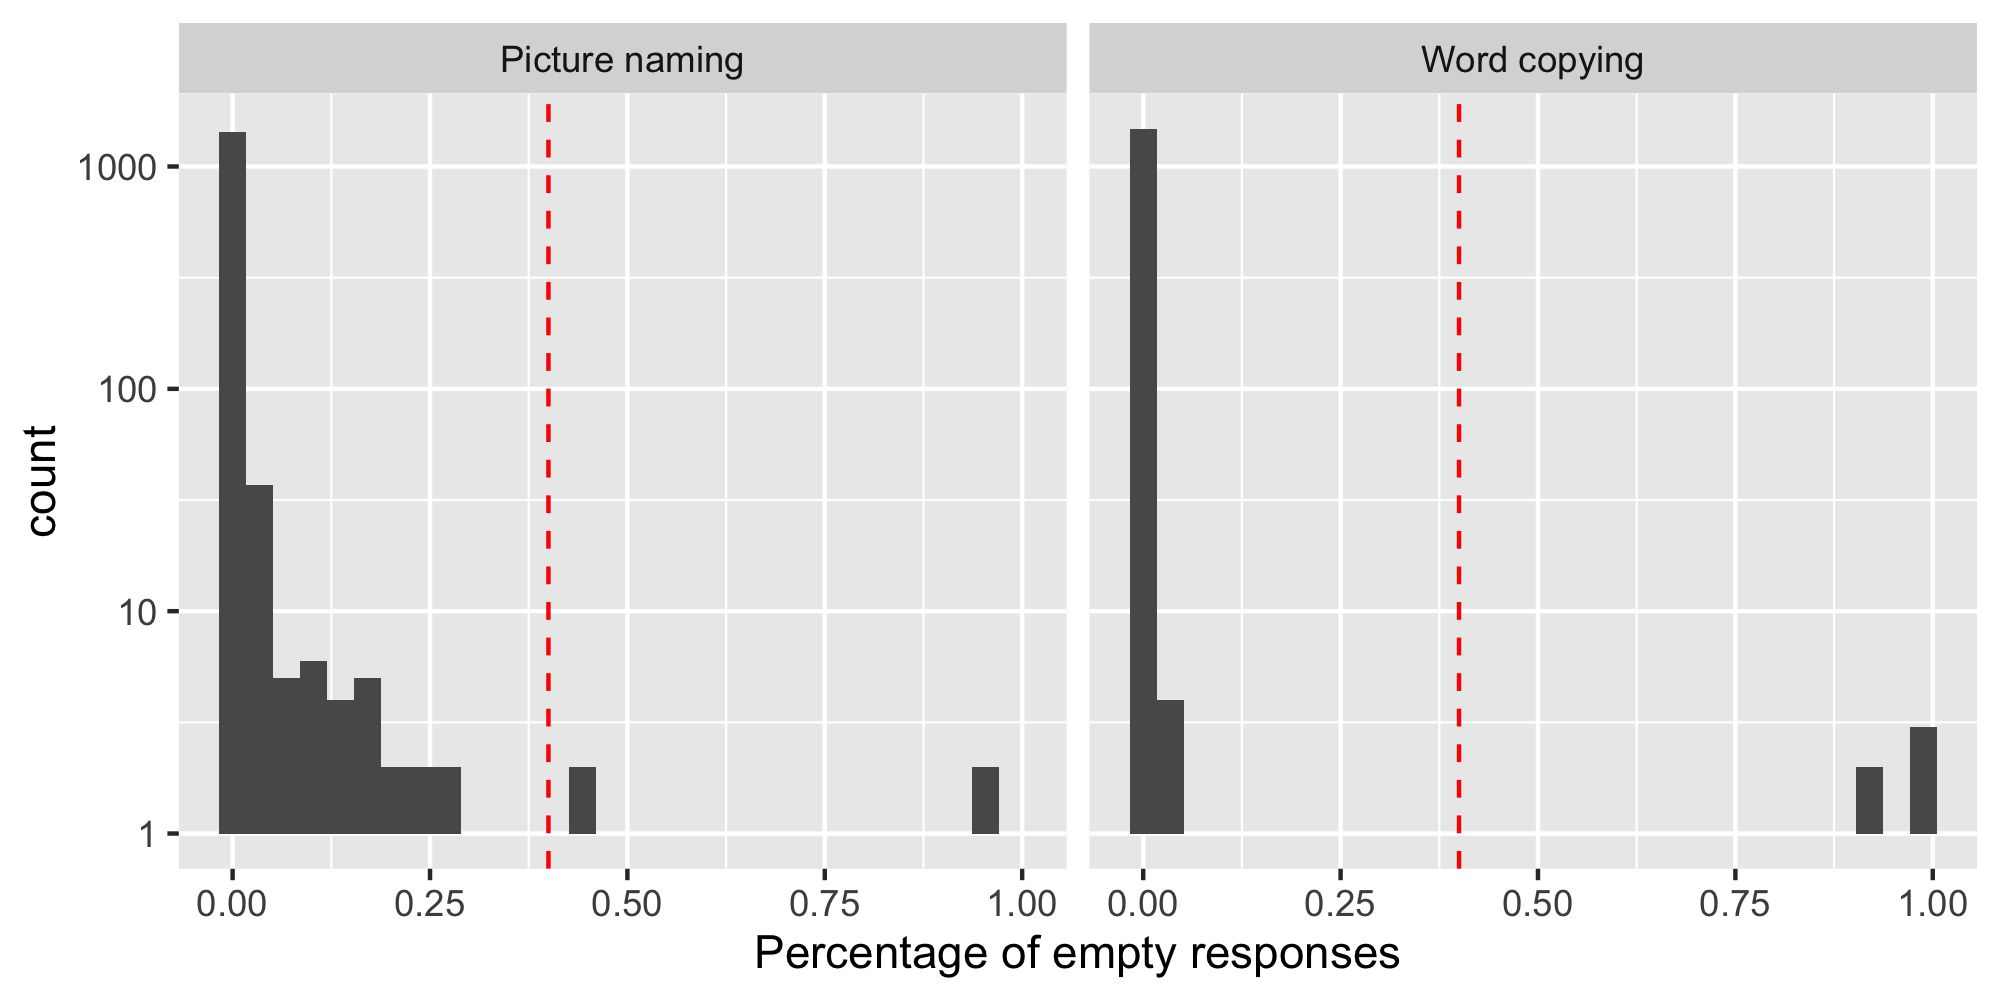 Picture naming
Word copying
count
1000
100
10
1
0.00 0.25 0.50 0.75 1.00
0.00 0.25 0.50 0.75 1.00
Percentage of empty responses